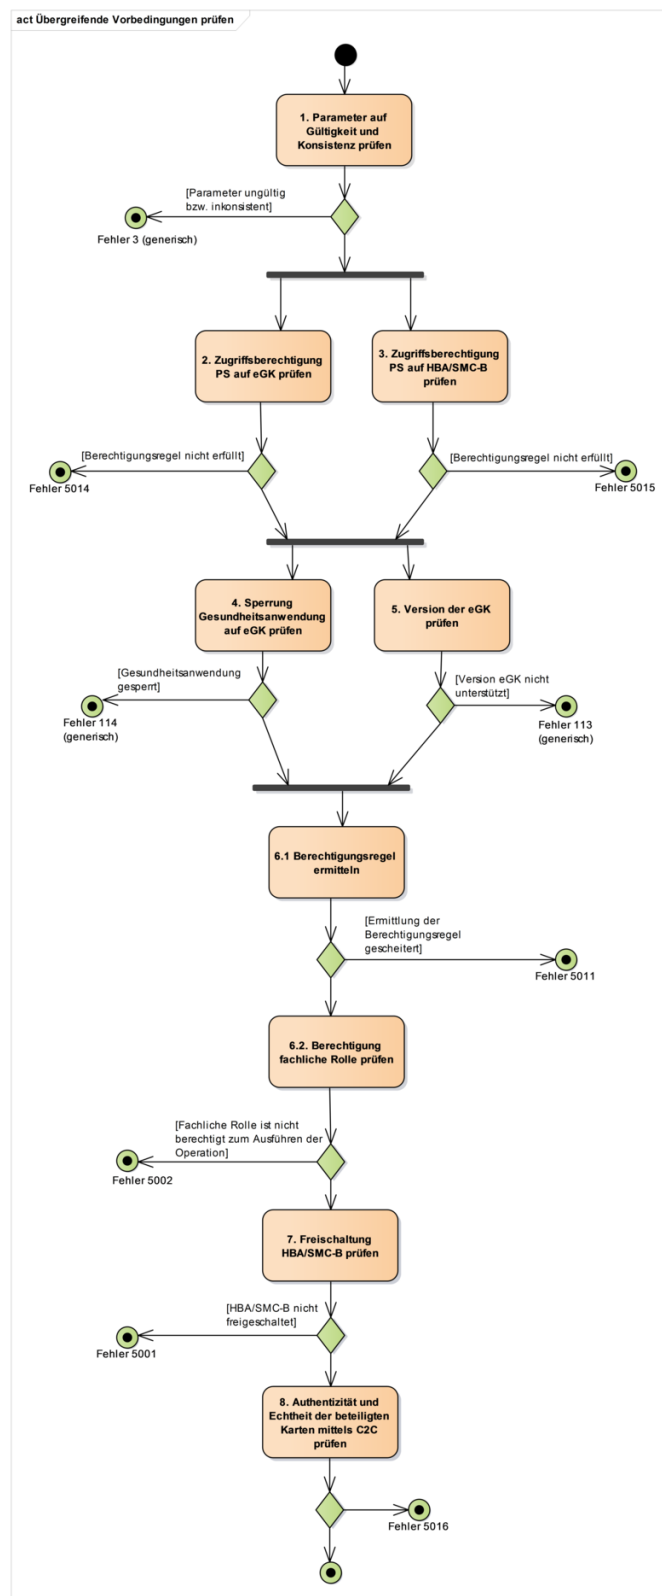 act Übergreifende Vorbedingungen prüfen
1. Parameter auf
Gültigkeit und
Konsistenz prüfen
[Parameter ungültig
bzw. inkonsistent]
Fehler 3 (generisch)
2. Zugriffsberechtigung
PS auf eGK prüfen
3. Zugriffsberechtigung
PS auf HBA/SMC-B
prüfen
[Berechtigungsregel nicht erfüllt]
Fehler 5014
[Berechtigungsregel nicht erfüllt]
Fehler 5015
4. Sperrung
Gesundheitsanwendung
auf eGK prüfen
5. Version der eGK
prüfen
[Gesundheitsanwendung
gesperrt]
Fehler 114
(generisch)
[Version eGK nicht
unterstützt]
Fehler 113
(generisch)
6.1 Berechtigungsregel
ermitteln
[Ermittlung der
Berechtigungsregel
gescheitert]
Fehler 5011
6.2. Berechtigung
fachliche Rolle prüfen
[Fachliche Rolle ist nicht
berechtigt zum Ausführen der
Operation]
Fehler 5002
7. Freischaltung
HBA/SMC-B prüfen
[HBA/SMC-B nicht
freigeschaltet]
Fehler 5001
8. Authentizität und
Echtheit der beteiligten
Karten mittels C2C
prüfen
Fehler 5016